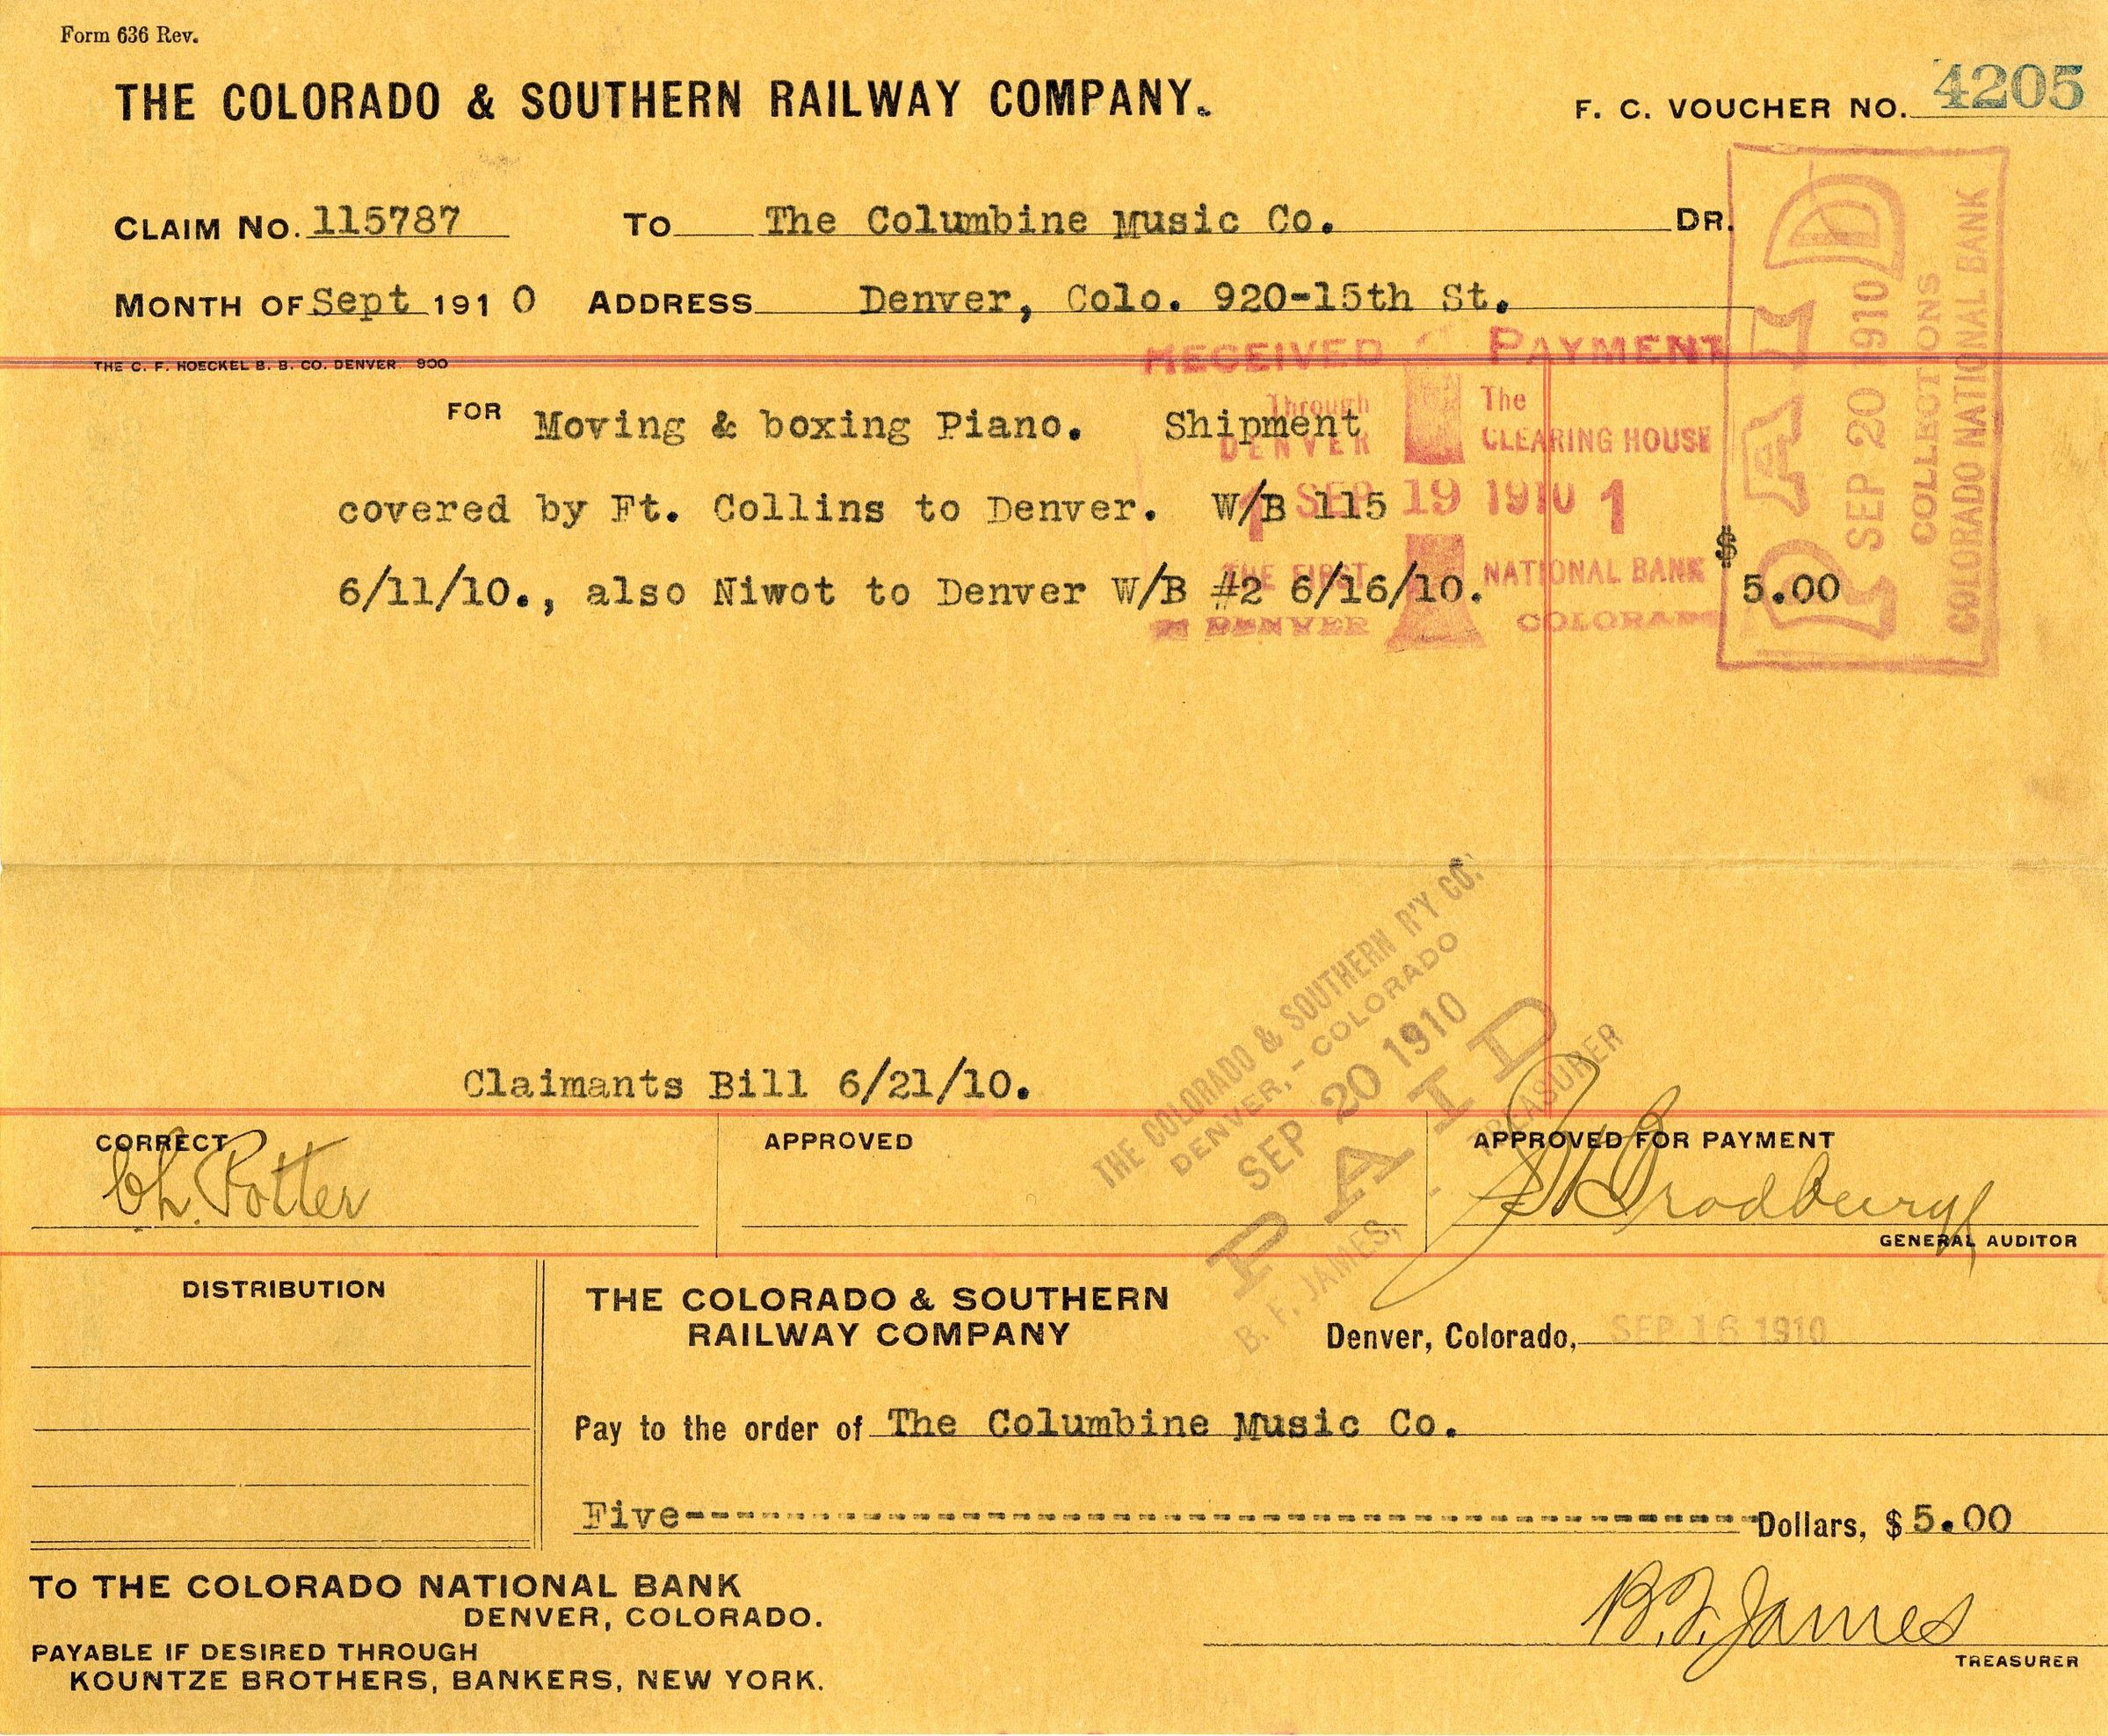 Form 636 Rev.
THE COLORADO & SOUTHERN RAILWAY COMPANY.
F. C. VOUCHER NO. 4205
CLAIM NO. 115787 TO The Columbine Music Co. DR.
MONTH OF Sept 191 0 ADDRESS Denver, Colo. 920-15th St.
THE C. F. HOECKEL B. B. CO. DENVER 900
FOR Moving & boxing Piano. Shipment
covered by Ft. Collins to Denver. W/B 115
6/11/10., also Niwot to Denver W/B #2 6/16/10. $ 5.00
RECEIVED PAYMENT
Through The
DENVER CLEARING HOUSE
1 SEP 19 1910 1
THE FIRST NATIONAL BANK
DENVER COLORADO
PAID
SEP 20 1910
COLLECTIONS
COLORADO NATIONAL BANK
THE COLORADO & SOUTHERN R'Y CO.
DENVER, - COLORADO
SEP 20 1910
PAID
B. F. JAMES, - TREASURER
Claimants Bill 6/21/10.
CORRECT APPROVED APPROVED FOR PAYMENT
Ch. Potter Bradbury
GENERAL AUDITOR
DISTRIBUTION
THE COLORADO & SOUTHERN
RAILWAY COMPANY
Denver, Colorado, SEP 16 1910
Pay to the order of The Columbine Music Co.
Five------------------------------------------------Dollars, $ 5.00
TO THE COLORADO NATIONAL BANK
DENVER, COLORADO.
PAYABLE IF DESIRED THROUGH
KOUNTZE BROTHERS, BANKERS, NEW YORK.
B. F. James
TREASURER